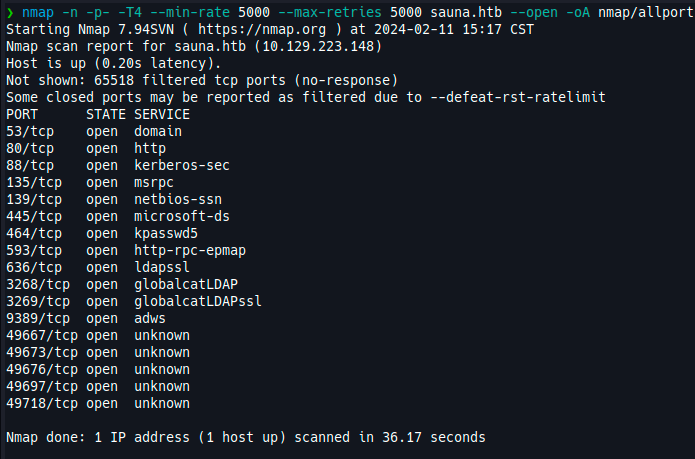 ❯ nmap -n -p- -T4 --min-rate 5000 --max-retries 5000 sauna.htb --open -oA nmap/allport
Starting Nmap 7.94SVN ( https://nmap.org ) at 2024-02-11 15:17 CST
Nmap scan report for sauna.htb (10.129.223.148)
Host is up (0.20s latency).
Not shown: 65518 filtered tcp ports (no-response)
Some closed ports may be reported as filtered due to --defeat-rst-ratelimit
PORT      STATE SERVICE
53/tcp    open  domain
80/tcp    open  http
88/tcp    open  kerberos-sec
135/tcp   open  msrpc
139/tcp   open  netbios-ssn
445/tcp   open  microsoft-ds
464/tcp   open  kpasswd5
593/tcp   open  http-rpc-epmap
636/tcp   open  ldapssl
3268/tcp  open  globalcatLDAP
3269/tcp  open  globalcatLDAPssl
9389/tcp  open  adws
49667/tcp open  unknown
49673/tcp open  unknown
49676/tcp open  unknown
49697/tcp open  unknown
49718/tcp open  unknown
Nmap done: 1 IP address (1 host up) scanned in 36.17 seconds